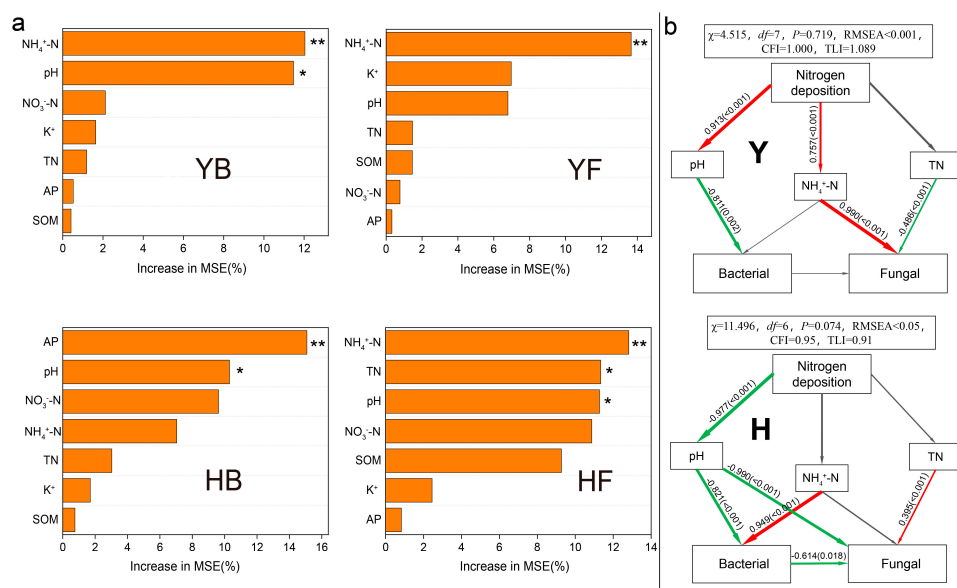 a
NH₄⁺-N
pH
NO₃⁻-N
K⁺
TN
AP
SOM
**
*
YB
0 2 4 6 8 10 12
Increase in MSE(%)
NH₄⁺-N
K⁺
pH
TN
SOM
NO₃⁻-N
AP
**
YF
0 2 4 6 8 10 12 14
Increase in MSE(%)
AP
pH
NO₃⁻-N
NH₄⁺-N
TN
K⁺
SOM
**
*
HB
0 2 4 6 8 10 12 14 16
Increase in MSE(%)
NH₄⁺-N
TN
pH
NO₃⁻-N
SOM
K⁺
AP
**
*
*
HF
0 2 4 6 8 10 12 14
Increase in MSE(%)
b
χ=4.515, df=7, P=0.719, RMSEA<0.001,
CFI=1.000, TLI=1.089
Nitrogen
deposition
0.913(<0.001)
0.757(<0.001)
Y
pH
TN
NH₄⁺-N
-0.811(0.002)
0.990(<0.001)
-0.486(<0.001)
Bacterial
Fungal
χ=11.496, df=6, P=0.074, RMSEA<0.05,
CFI=0.95, TLI=0.91
Nitrogen
deposition
-0.977(<0.001)
H
pH
TN
NH₄⁺-N
-0.990(<0.001)
-0.821(<0.001)
0.949(<0.001)
0.395(<0.001)
Bacterial
-0.614(0.018)
Fungal